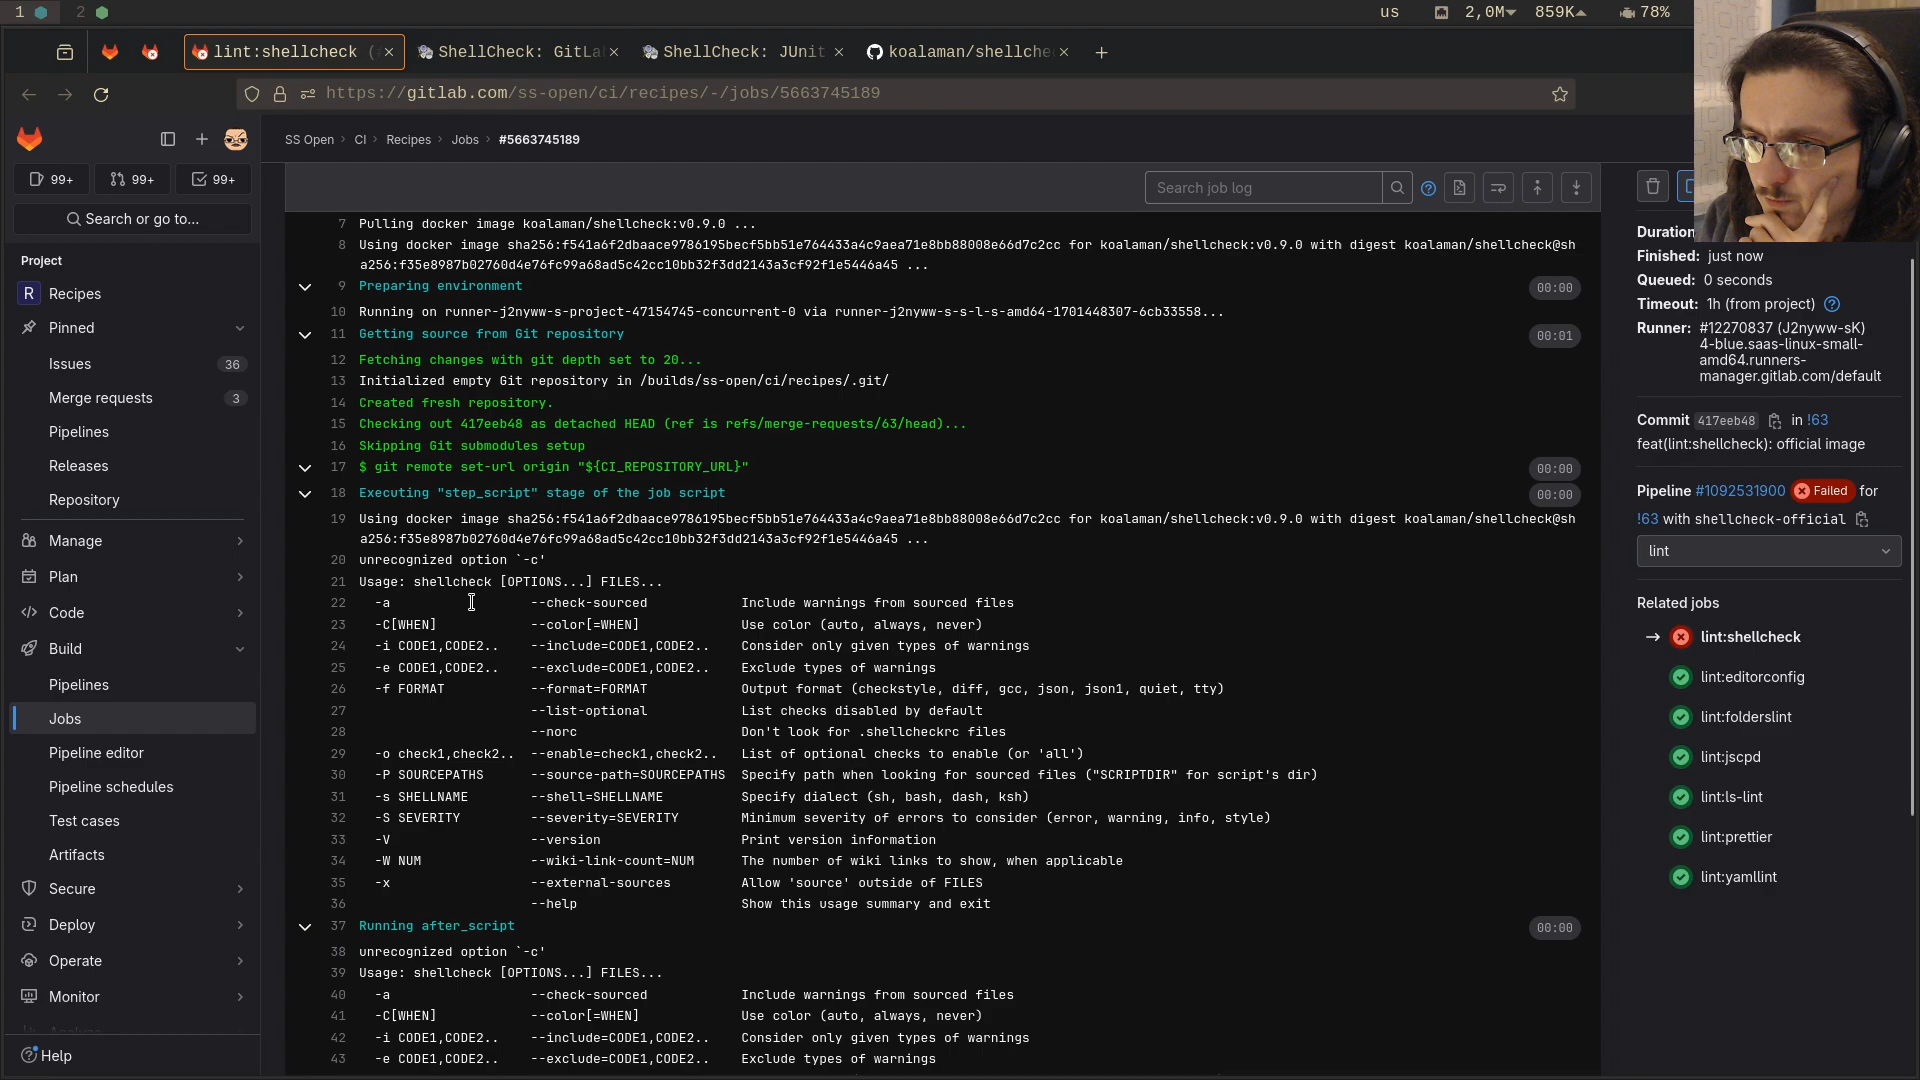 1
2
us
2,0M
859K
78%
lint:shellcheck (
ShellCheck: GitLa
ShellCheck: JUnit
koalaman/shellche
https://gitlab.com/ss-open/ci/recipes/-/jobs/5663745189
99+
99+
99+
Search or go to...
Project
R Recipes
Pinned
Issues 36
Merge requests 3
Pipelines
Releases
Repository
Manage
Plan
Code
Build
Pipelines
Jobs
Pipeline editor
Pipeline schedules
Test cases
Artifacts
Secure
Deploy
Operate
Monitor
Analyze
Help
SS Open > CI > Recipes > Jobs > #5663745189
Search job log
7 Pulling docker image koalaman/shellcheck:v0.9.0 ...
8 Using docker image sha256:f541a6f2dbaace9786195becf5bb51e764433a4c9aea71e8bb88008e66d7c2cc for koalaman/shellcheck:v0.9.0 with digest koalaman/shellcheck@sh
a256:f35e8987b02760d4e76fc99a68ad5c42cc10bb32f3dd2143a3cf92f1e5446a45 ...
9 Preparing environment 00:00
10 Running on runner-j2nyww-s-project-47154745-concurrent-0 via runner-j2nyww-s-s-l-s-amd64-1701448307-6cb33558...
11 Getting source from Git repository 00:01
12 Fetching changes with git depth set to 20...
13 Initialized empty Git repository in /builds/ss-open/ci/recipes/.git/
14 Created fresh repository.
15 Checking out 417eeb48 as detached HEAD (ref is refs/merge-requests/63/head)...
16 Skipping Git submodules setup
17 $ git remote set-url origin "${CI_REPOSITORY_URL}" 00:00
18 Executing "step_script" stage of the job script 00:00
19 Using docker image sha256:f541a6f2dbaace9786195becf5bb51e764433a4c9aea71e8bb88008e66d7c2cc for koalaman/shellcheck:v0.9.0 with digest koalaman/shellcheck@sh
a256:f35e8987b02760d4e76fc99a68ad5c42cc10bb32f3dd2143a3cf92f1e5446a45 ...
20 unrecognized option `-c'
21 Usage: shellcheck [OPTIONS...] FILES...
22 -a --check-sourced Include warnings from sourced files
23 -C[WHEN] --color[=WHEN] Use color (auto, always, never)
24 -i CODE1,CODE2.. --include=CODE1,CODE2.. Consider only given types of warnings
25 -e CODE1,CODE2.. --exclude=CODE1,CODE2.. Exclude types of warnings
26 -f FORMAT --format=FORMAT Output format (checkstyle, diff, gcc, json, json1, quiet, tty)
27 --list-optional List checks disabled by default
28 --norc Don't look for .shellcheckrc files
29 -o check1,check2.. --enable=check1,check2.. List of optional checks to enable (or 'all')
30 -P SOURCEPATHS --source-path=SOURCEPATHS Specify path when looking for sourced files ("SCRIPTDIR" for script's dir)
31 -s SHELLNAME --shell=SHELLNAME Specify dialect (sh, bash, dash, ksh)
32 -S SEVERITY --severity=SEVERITY Minimum severity of errors to consider (error, warning, info, style)
33 -V --version Print version information
34 -W NUM --wiki-link-count=NUM The number of wiki links to show, when applicable
35 -x --external-sources Allow 'source' outside of FILES
36 --help Show this usage summary and exit
37 Running after_script 00:00
38 unrecognized option `-c'
39 Usage: shellcheck [OPTIONS...] FILES...
40 -a --check-sourced Include warnings from sourced files
41 -C[WHEN] --color[=WHEN] Use color (auto, always, never)
42 -i CODE1,CODE2.. --include=CODE1,CODE2.. Consider only given types of warnings
43 -e CODE1,CODE2.. --exclude=CODE1,CODE2.. Exclude types of warnings
Duration
Finished: just now
Queued: 0 seconds
Timeout: 1h (from project)
Runner: #12270837 (J2nyww-sK)
4-blue.saas-linux-small-
amd64.runners-
manager.gitlab.com/default
Commit 417eeb48 in !63
feat(lint:shellcheck): official image
Pipeline #1092531900 Failed for
!63 with shellcheck-official
lint
Related jobs
lint:shellcheck
lint:editorconfig
lint:folderslint
lint:jscpd
lint:ls-lint
lint:prettier
lint:yamllint